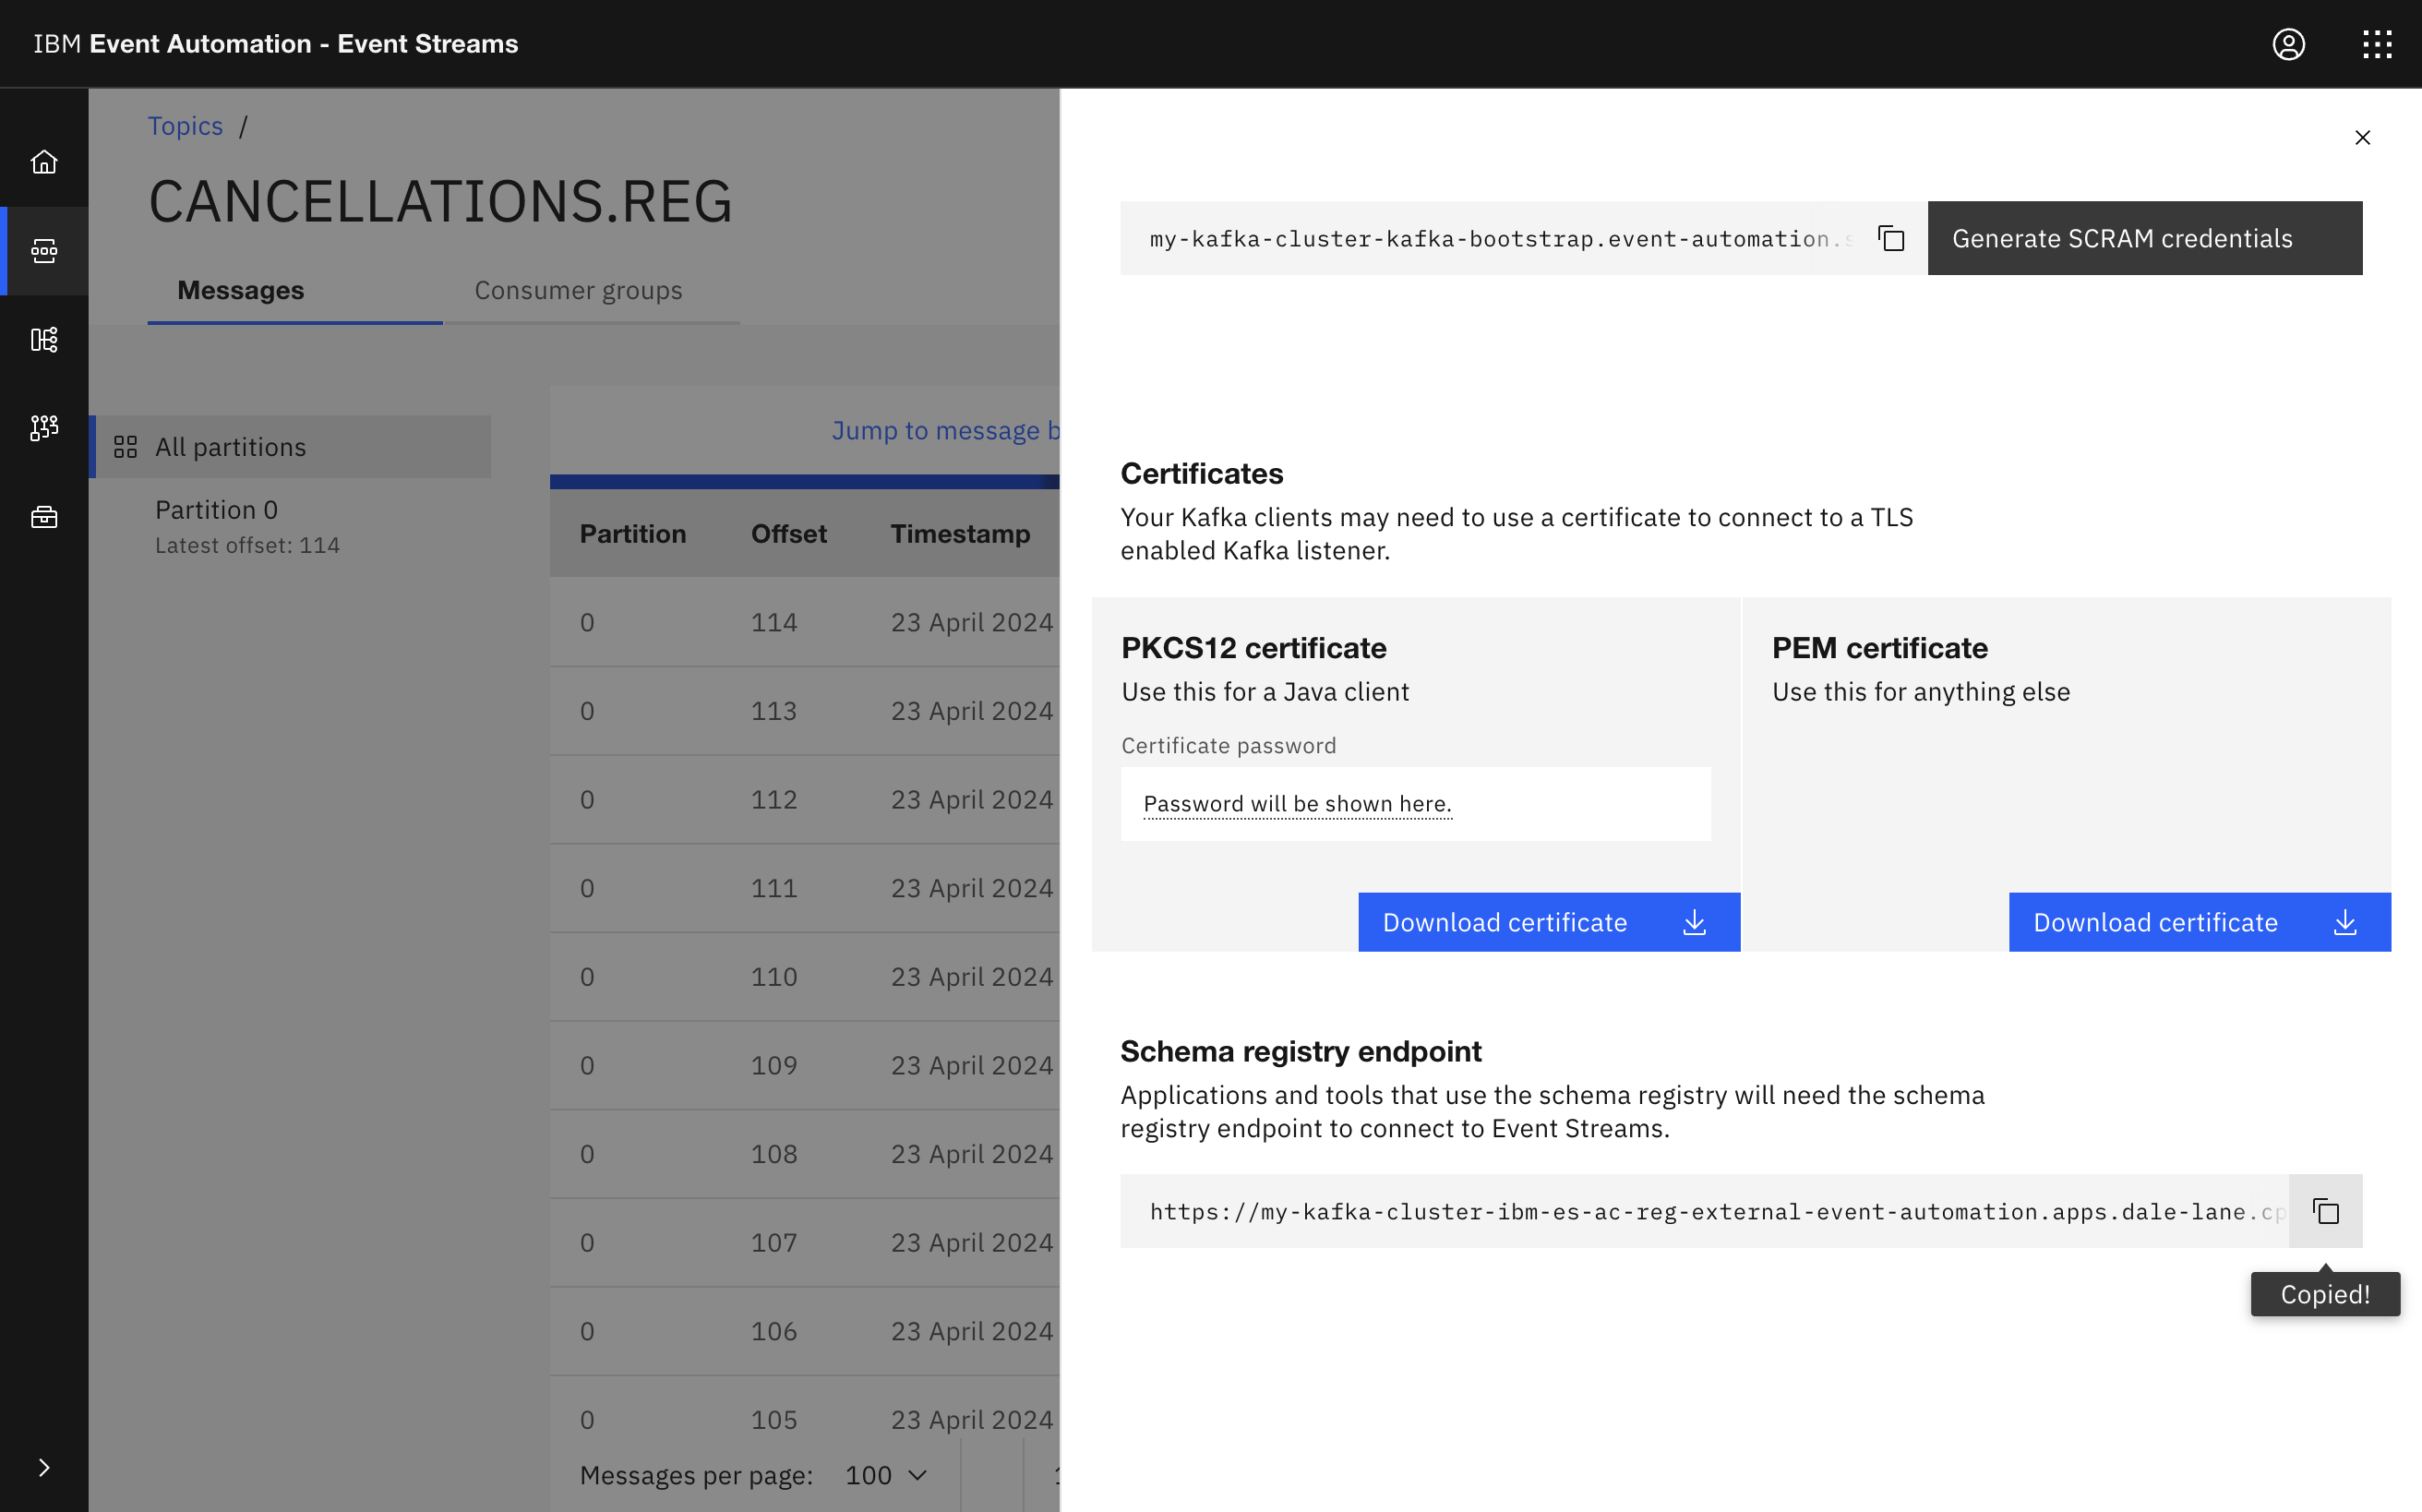 IBM Event Automation - Event Streams
Topics /
CANCELLATIONS.REG
Messages Consumer groups
All partitions
Partition 0
Latest offset: 114
Jump to message
Partition Offset Timestamp
0 114 23 April 2024
0 113 23 April 2024
0 112 23 April 2024
0 111 23 April 2024
0 110 23 April 2024
0 109 23 April 2024
0 108 23 April 2024
0 107 23 April 2024
0 106 23 April 2024
0 105 23 April 2024
Messages per page: 100
my-kafka-cluster-kafka-bootstrap.event-automation.s
Generate SCRAM credentials
Certificates
Your Kafka clients may need to use a certificate to connect to a TLS
enabled Kafka listener.
PKCS12 certificate
Use this for a Java client
Certificate password
Password will be shown here.
Download certificate
PEM certificate
Use this for anything else
Download certificate
Schema registry endpoint
Applications and tools that use the schema registry will need the schema
registry endpoint to connect to Event Streams.
https://my-kafka-cluster-ibm-es-ac-reg-external-event-automation.apps.dale-lane.cp
Copied!